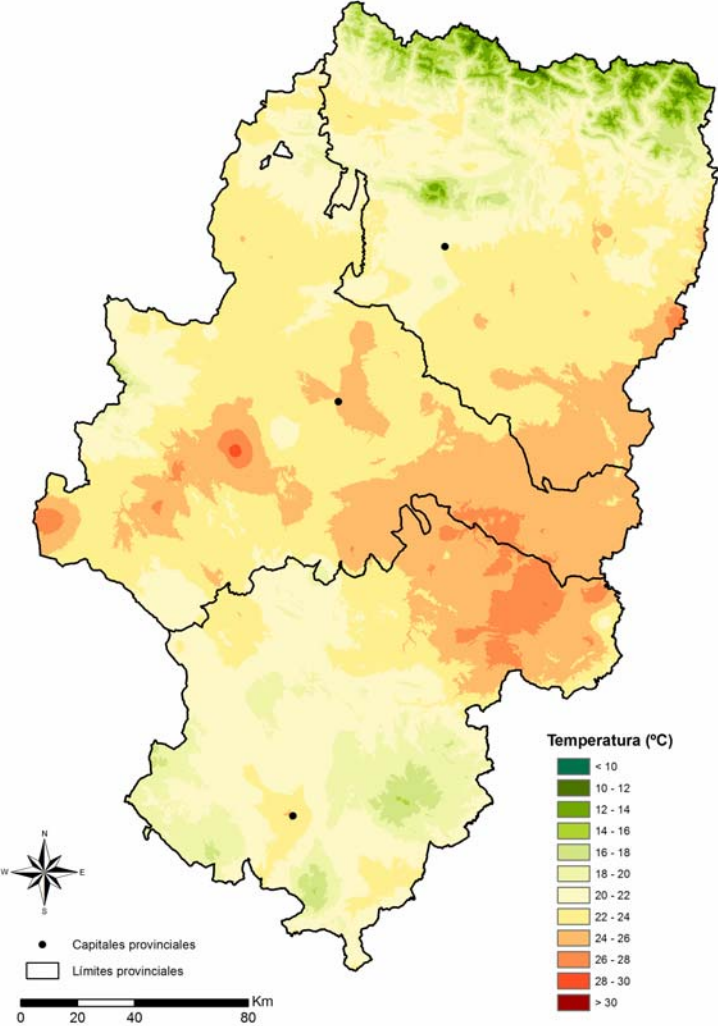 Temperatura (ºC)
< 10
10 - 12
12 - 14
14 - 16
16 - 18
18 - 20
20 - 22
22 - 24
24 - 26
26 - 28
28 - 30
> 30
N
W E
S
Capitales provinciales
Límites provinciales
Km
0 20 40 80